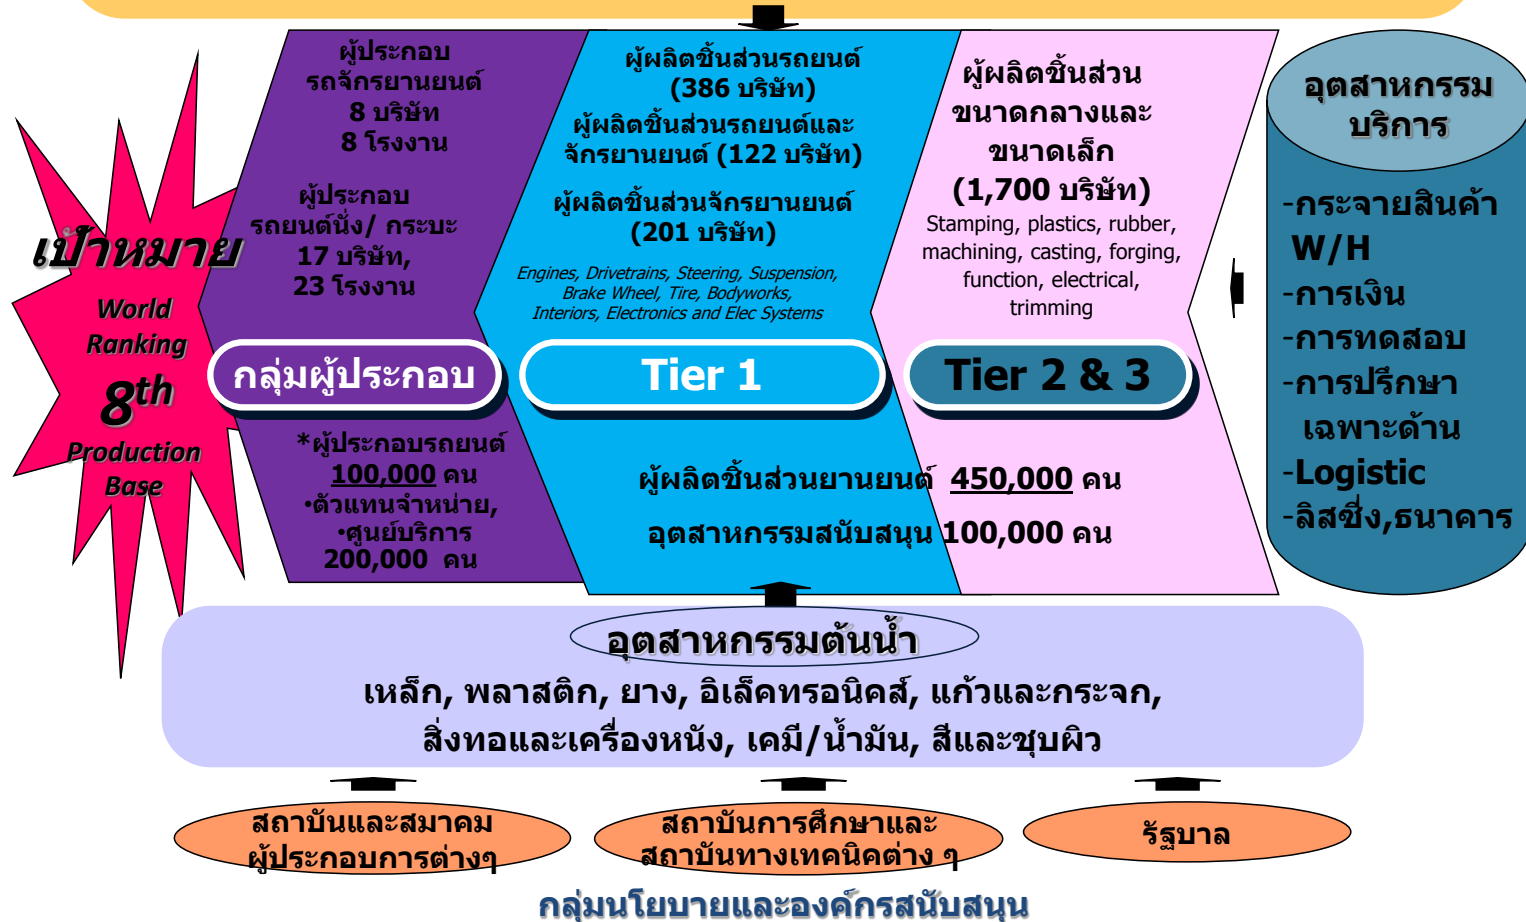 ผู้ประกอบ
รถจักรยานยนต์
8 บริษัท
8 โรงงาน
ผู้ประกอบ
รถยนต์นั่ง/ กระบะ
17 บริษัท,
23 โรงงาน
ผู้ผลิตชิ้นส่วนรถยนต์
(386 บริษัท)
ผู้ผลิตชิ้นส่วนรถยนต์และ
จักรยานยนต์ (122 บริษัท)
ผู้ผลิตชิ้นส่วนจักรยานยนต์
(201 บริษัท)
Engines, Drivetrains, Steering, Suspension,
Brake Wheel, Tire, Bodyworks,
Interiors, Electronics and Elec Systems
ผู้ผลิตชิ้นส่วน
ขนาดกลางและ
ขนาดเล็ก
(1,700 บริษัท)
Stamping, plastics, rubber,
machining, casting, forging,
function, electrical,
trimming
อุตสาหกรรม
บริการ
-กระจายสินค้า
W/H
-การเงิน
-การทดสอบ
-การปรึกษา
เฉพาะด้าน
-Logistic
-ลิสซึ่ง,ธนาคาร
เป้าหมาย
World
Ranking
8th
Production
Base
กลุ่มผู้ประกอบ
Tier 1
Tier 2 & 3
*ผู้ประกอบรถยนต์
100,000 คน
•ตัวแทนจำหน่าย,
•ศูนย์บริการ
200,000 คน
ผู้ผลิตชิ้นส่วนยานยนต์ 450,000 คน
อุตสาหกรรมสนับสนุน 100,000 คน
อุตสาหกรรมต้นน้ำ
เหล็ก, พลาสติก, ยาง, อิเล็คทรอนิคส์, แก้วและกระจก,
สิ่งทอและเครื่องหนัง, เคมี/น้ำมัน, สีและชุบผิว
สถาบันและสมาคม
ผู้ประกอบการต่างๆ
สถาบันการศึกษาและ
สถาบันทางเทคนิคต่าง ๆ
รัฐบาล
กลุ่มนโยบายและองค์กรสนับสนุน